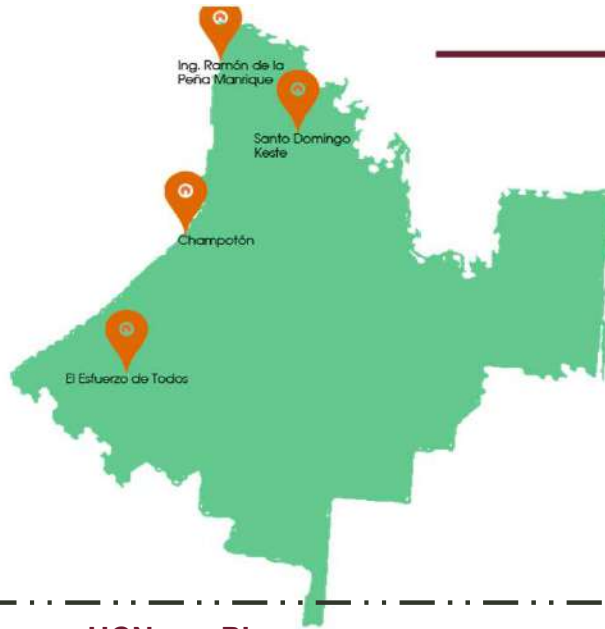 Ing. Ramón de la
Peña Manrique
Santo Domingo
Keste
Champotón
El Esfuerzo de Todos